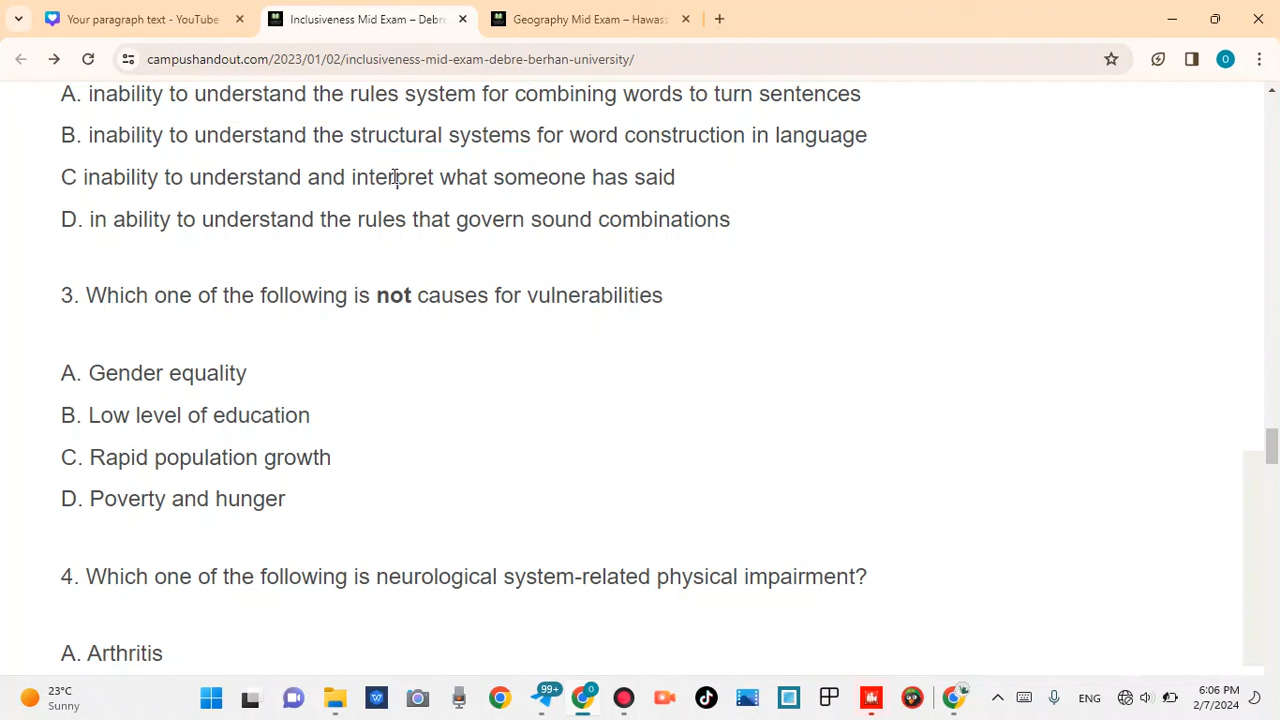 Your paragraph text - YouTube
Inclusiveness Mid Exam – Debre
Geography Mid Exam – Hawass
campushandout.com/2023/01/02/inclusiveness-mid-exam-debre-berhan-university/
O
A. inability to understand the rules system for combining words to turn sentences
B. inability to understand the structural systems for word construction in language
C inability to understand and interpret what someone has said
D. in ability to understand the rules that govern sound combinations
3. Which one of the following is not causes for vulnerabilities
A. Gender equality
B. Low level of education
C. Rapid population growth
D. Poverty and hunger
4. Which one of the following is neurological system-related physical impairment?
A. Arthritis
23°C
Sunny
99+
O
ENG
5:06 PM
2/7/2024